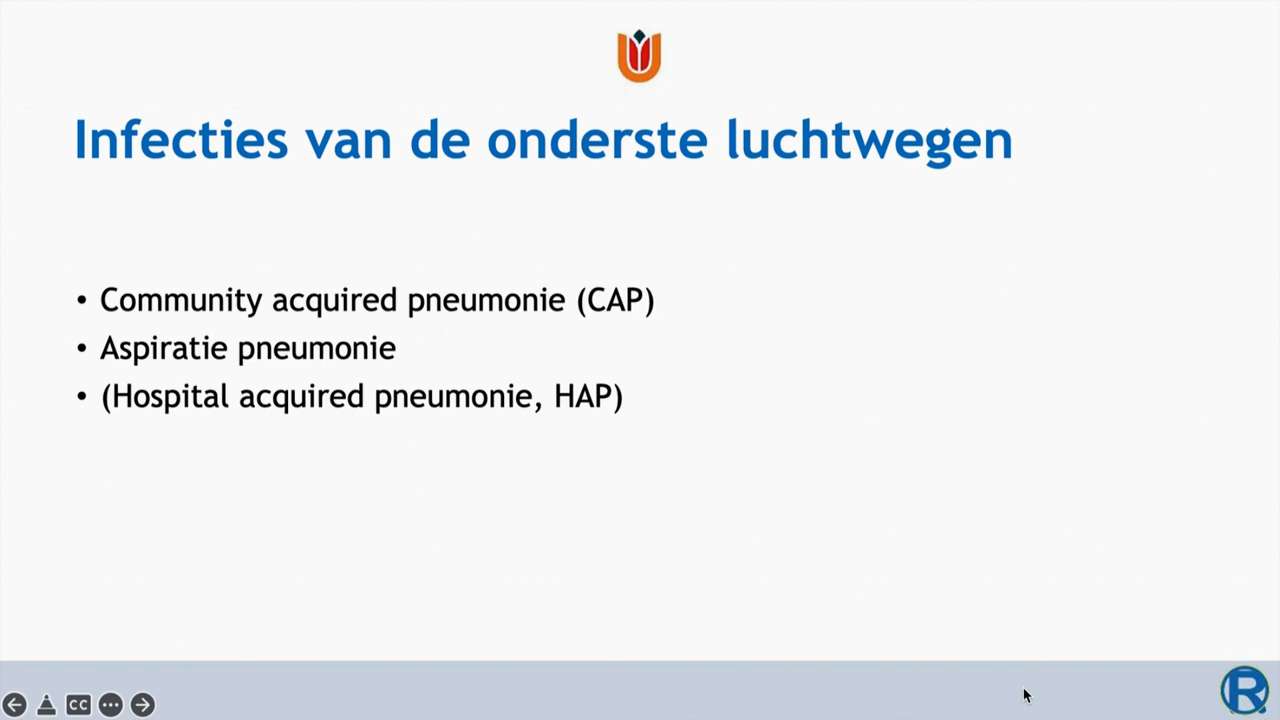 Infecties van de onderste luchtwegen
• Community acquired pneumonie (CAP)
• Aspiratie pneumonie
• (Hospital acquired pneumonie, HAP)
CC
R